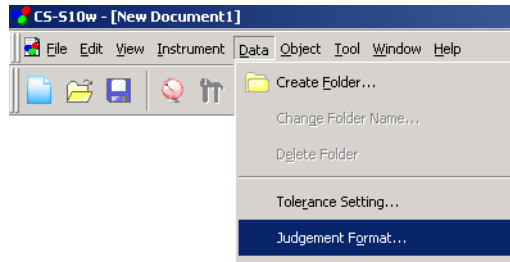 CS-S10w - [New Document1]
File Edit View Instrument Data Object Tool Window Help
Create Folder...
Change Folder Name...
Delete Folder
Tolerance Setting...
Judgement Format...